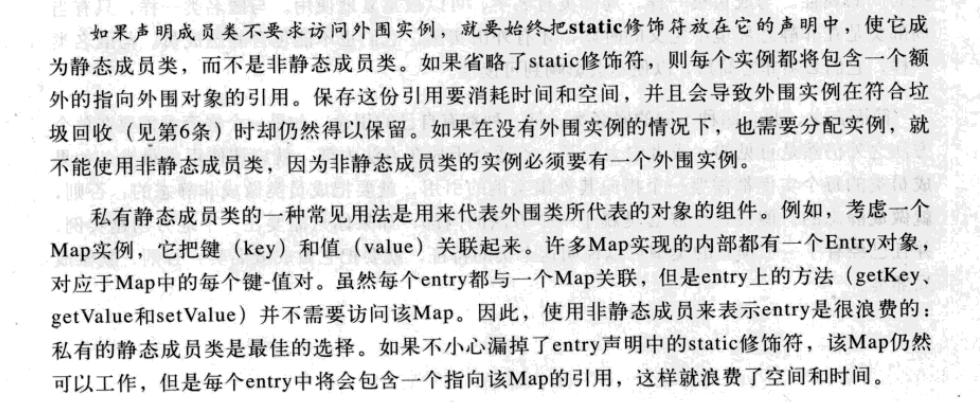 如果声明成员类不要求访问外围实例，就要始终把static修饰符放在它的声明中，使它成
为静态成员类，而不是非静态成员类。如果省略了static修饰符，则每个实例都将包含一个额
外的指向外围对象的引用。保存这份引用要消耗时间和空间，并且会导致外围实例在符合垃
圾回收（见第6条）时却仍然得以保留。如果在没有外围实例的情况下，也需要分配实例，就
不能使用非静态成员类，因为非静态成员类的实例必须要有一个外围实例。
私有静态成员类的一种常见用法是用来代表外围类所代表的对象的组件。例如，考虑一个
Map实例，它把键（key）和值（value）关联起来。许多Map实现的内部都有一个Entry对象，
对应于Map中的每个键-值对。虽然每个entry都与一个Map关联，但是entry上的方法（getKey、
getValue和setValue）并不需要访问该Map。因此，使用非静态成员来表示entry是很浪费的：
私有的静态成员类是最佳的选择。如果不小心漏掉了entry声明中的static修饰符，该Map仍然
可以工作，但是每个entry中将会包含一个指向该Map的引用，这样就浪费了空间和时间。